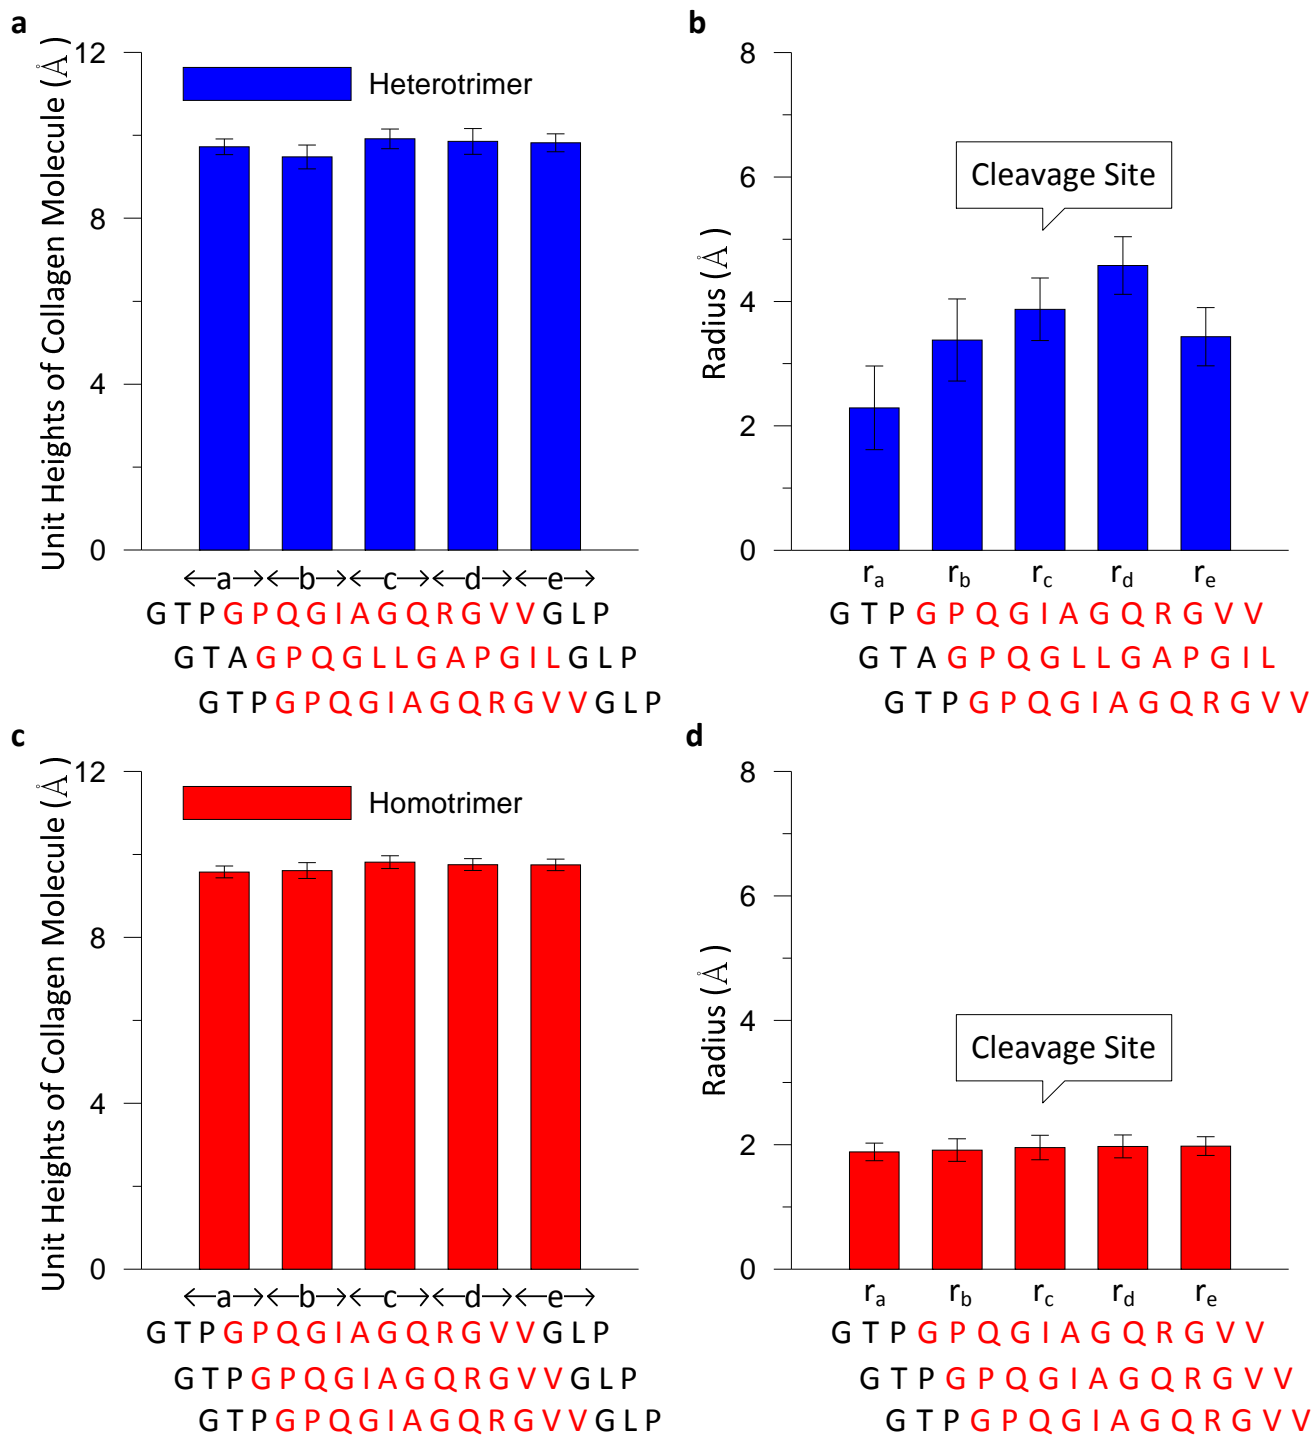 a
Unit Heights of Collagen Molecule (Å)
12
8
4
0
Heterotrimer
a b c d e
G T P G P Q G I A G Q R G V V G L P
G T A G P Q G L L G A P G I L G L P
G T P G P Q G I A G Q R G V V G L P
b
Radius (Å)
8
6
4
2
0
Cleavage Site
ra rb rc rd re
G T P G P Q G I A G Q R G V V
G T A G P Q G L L G A P G I L
G T P G P Q G I A G Q R G V V
c
Unit Heights of Collagen Molecule (Å)
12
8
4
0
Homotrimer
a b c d e
G T P G P Q G I A G Q R G V V G L P
G T P G P Q G I A G Q R G V V G L P
G T P G P Q G I A G Q R G V V G L P
d
Radius (Å)
8
6
4
2
0
Cleavage Site
ra rb rc rd re
G T P G P Q G I A G Q R G V V
G T P G P Q G I A G Q R G V V
G T P G P Q G I A G Q R G V V